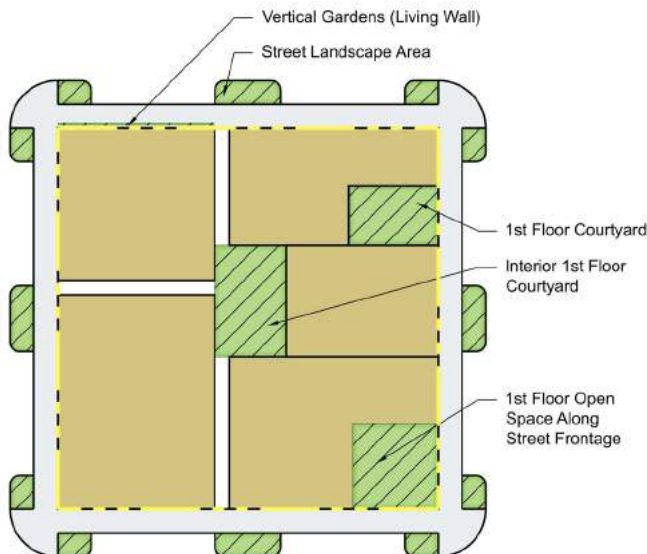 Vertical Gardens (Living Wall)
Street Landscape Area
1st Floor Courtyard
Interior 1st Floor
Courtyard
1st Floor Open
Space Along
Street Frontage